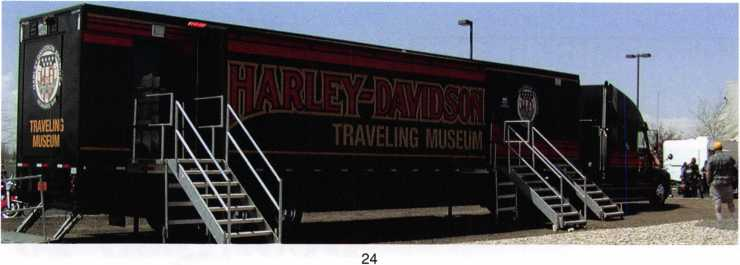 TRAVELING
MUSEUM
HARLEY-DAVIDSON
TRAVELING MUSEUM
24